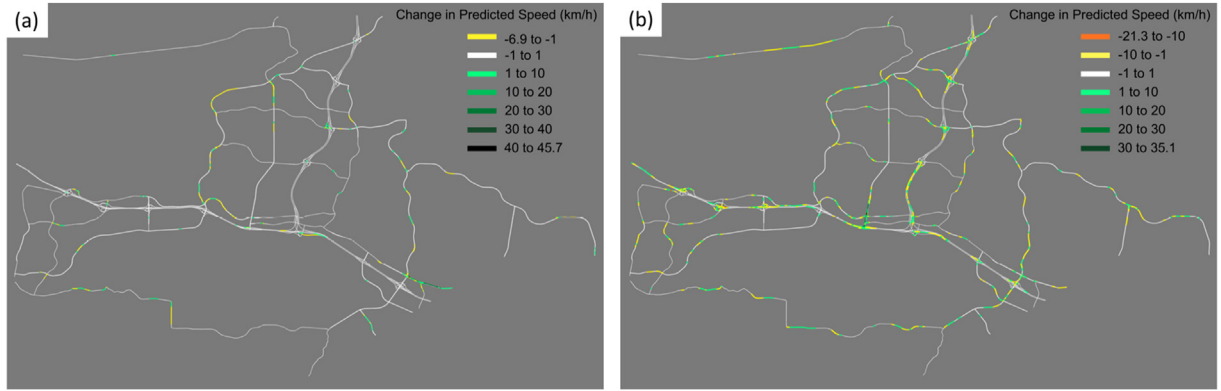 (a)
Change in Predicted Speed (km/h)
-6.9 to -1
-1 to 1
1 to 10
10 to 20
20 to 30
30 to 40
40 to 45.7
(b)
Change in Predicted Speed (km/h)
-21.3 to -10
-10 to -1
-1 to 1
1 to 10
10 to 20
20 to 30
30 to 35.1